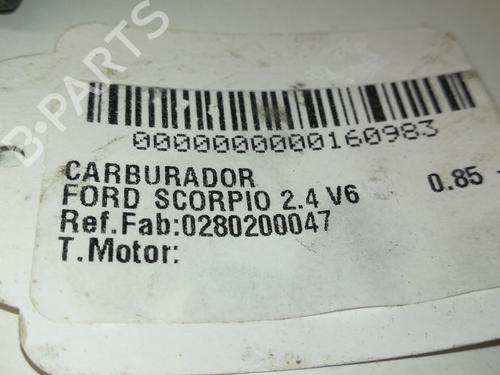 B-PARTS
0000000000160983
CARBURADOR
FORD SCORPIO 2.4 V6 0.85 -
Ref.Fab:0280200047
T.Motor: